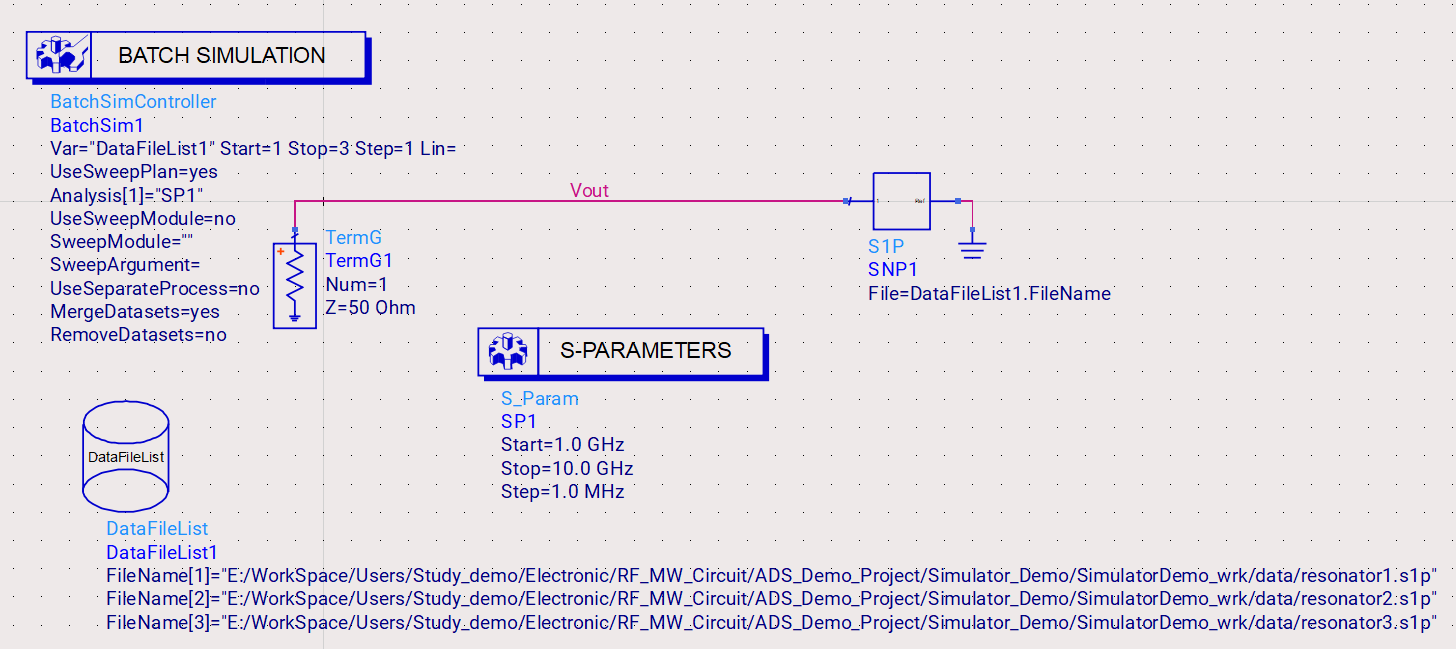 BATCH SIMULATION
BatchSimController
BatchSim1
Var="DataFileList1" Start=1 Stop=3 Step=1 Lin=
UseSweepPlan=yes
Analysis[1]="SP1"
UseSweepModule=no
SweepModule=""
SweepArgument=
UseSeparateProcess=no
MergeDatasets=yes
RemoveDatasets=no
Vout
+
TermG
TermG1
Num=1
Z=50 Ohm
1
Ref
S1P
SNP1
File=DataFileList1.FileName
S-PARAMETERS
S_Param
SP1
Start=1.0 GHz
Stop=10.0 GHz
Step=1.0 MHz
DataFileList
DataFileList
DataFileList1
FileName[1]="E:/WorkSpace/Users/Study_demo/Electronic/RF_MW_Circuit/ADS_Demo_Project/Simulator_Demo/SimulatorDemo_wrk/data/resonator1.s1p"
FileName[2]="E:/WorkSpace/Users/Study_demo/Electronic/RF_MW_Circuit/ADS_Demo_Project/Simulator_Demo/SimulatorDemo_wrk/data/resonator2.s1p"
FileName[3]="E:/WorkSpace/Users/Study_demo/Electronic/RF_MW_Circuit/ADS_Demo_Project/Simulator_Demo/SimulatorDemo_wrk/data/resonator3.s1p"